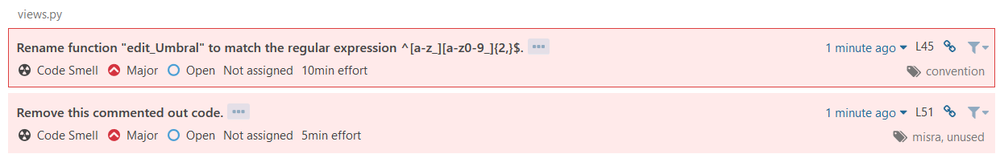 views.py
Rename function "edit_Umbral" to match the regular expression ^[a-z_][a-z0-9_]{2,}$. ••• 1 minute ago L45
Code Smell Major Open Not assigned 10min effort convention
Remove this commented out code. ••• 1 minute ago L51
Code Smell Major Open Not assigned 5min effort misra, unused